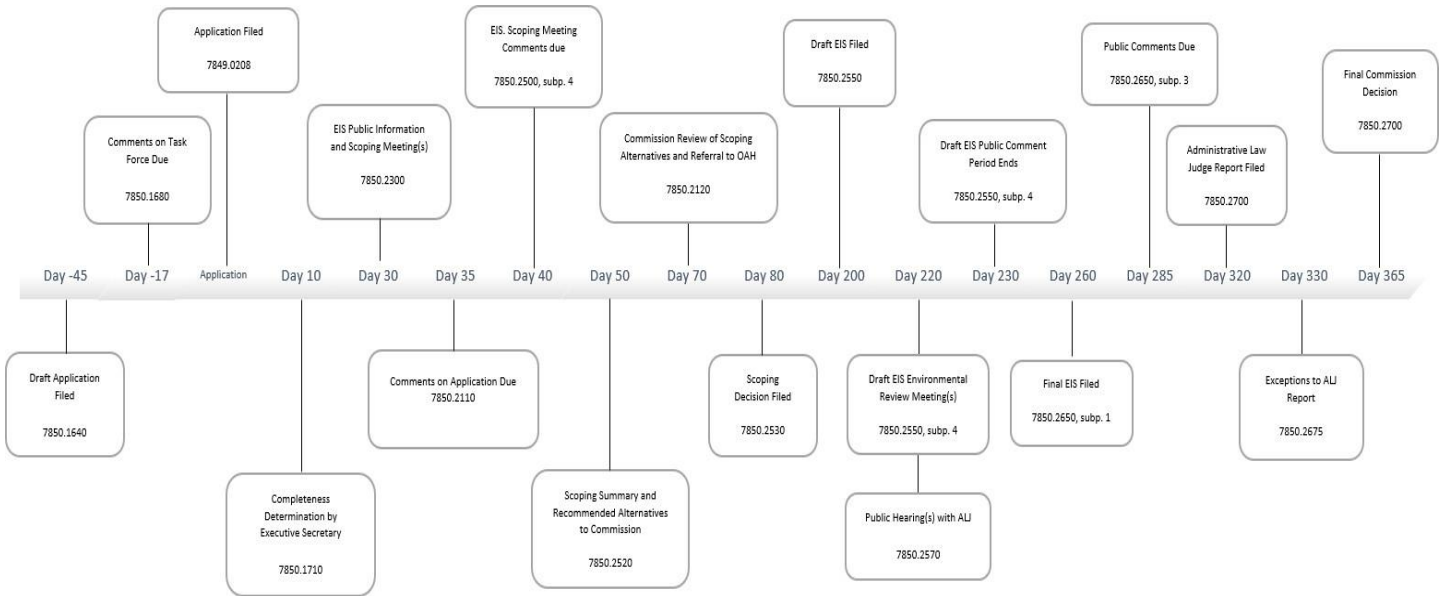 Application Filed
7849.0208
EIS. Scoping Meeting
Comments due
7850.2500, subp. 4
Draft EIS Filed
7850.2550
Public Comments Due
7850.2650, subp. 3
Final Commission
Decision
7850.2700
Comments on Task
Force Due
7850.1680
EIS Public Information
and Scoping Meeting(s)
7850.2300
Commission Review of Scoping
Alternatives and Referral to OAH
7850.2120
Draft EIS Public Comment
Period Ends
7850.2550, subp. 4
Administrative Law
Judge Report Filed
7850.2700
Day -45
Day -17
Application
Day 10
Day 30
Day 35
Day 40
Day 50
Day 70
Day 80
Day 200
Day 220
Day 230
Day 260
Day 285
Day 320
Day 330
Day 365
Draft Application
Filed
7850.1640
Comments on Application Due
7850.2110
Scoping
Decision Filed
7850.2530
Draft EIS Environmental
Review Meeting(s)
7850.2550, subp. 4
Final EIS Filed
7850.2650, subp. 1
Exceptions to ALJ
Report
7850.2675
Completeness
Determination by
Executive Secretary
7850.1710
Scoping Summary and
Recommended Alternatives
to Commission
7850.2520
Public Hearing(s) with ALJ
7850.2570